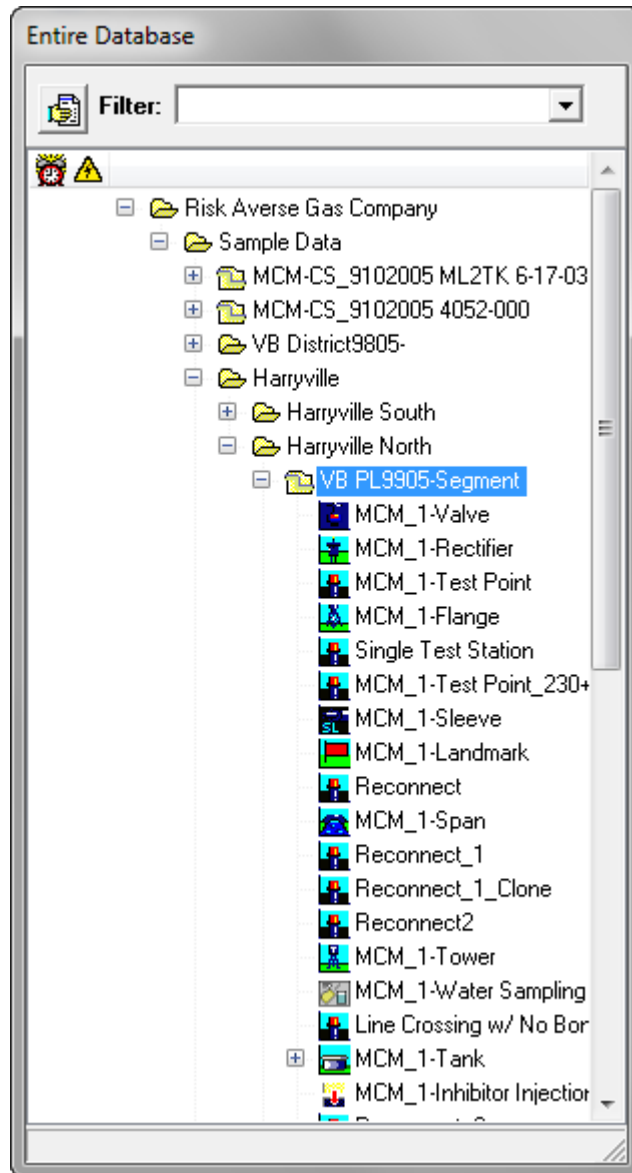 Entire Database
Filter:
Risk Averse Gas Company
Sample Data
MCM-CS_9102005 ML2TK 6-17-03
MCM-CS_9102005 4052-000
VB District9805-
Harryville
Harryville South
Harryville North
VB PL9905-Segment
MCM_1-Valve
MCM_1-Rectifier
MCM_1-Test Point
MCM_1-Flange
Single Test Station
MCM_1-Test Point_230+
SL MCM_1-Sleeve
MCM_1-Landmark
Reconnect
MCM_1-Span
Reconnect_1
Reconnect_1_Clone
Reconnect2
MCM_1-Tower
MCM_1-Water Sampling
Line Crossing w/ No Bor
MCM_1-Tank
MCM_1-Inhibitor Injection